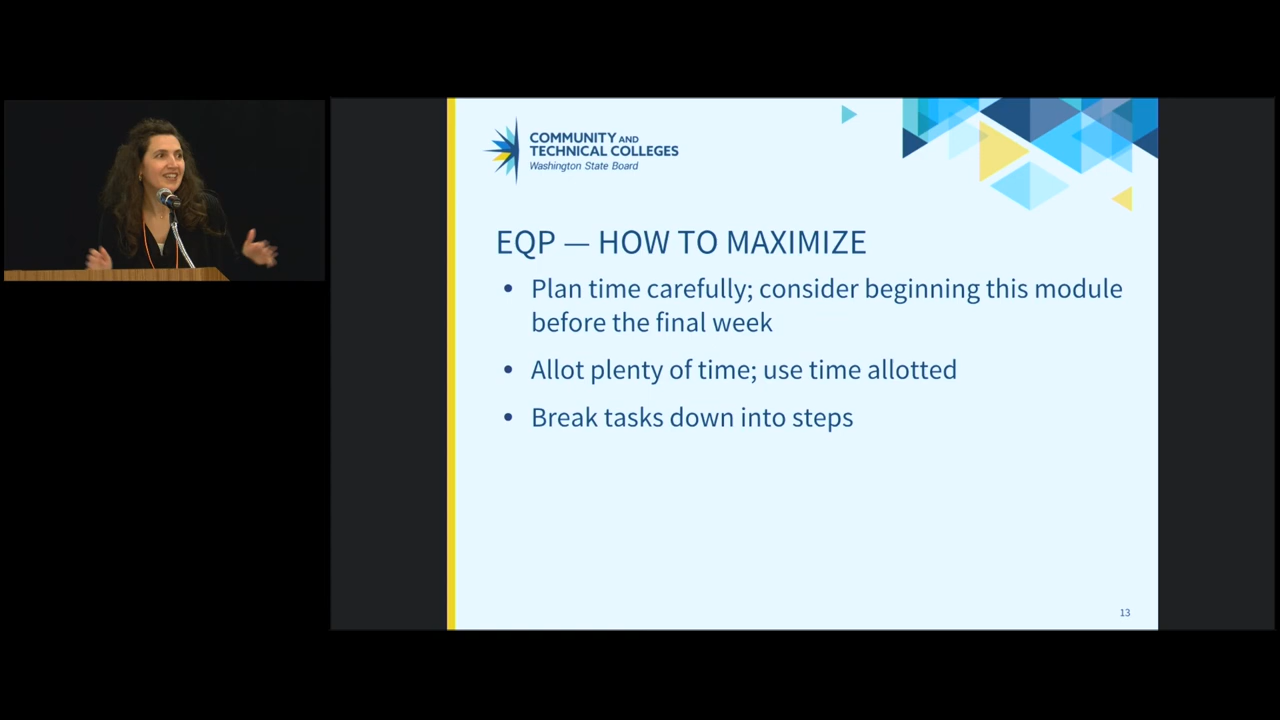 COMMUNITY AND
TECHNICAL COLLEGES
Washington State Board
EQP — HOW TO MAXIMIZE
• Plan time carefully; consider beginning this module
before the final week
• Allot plenty of time; use time allotted
• Break tasks down into steps
13